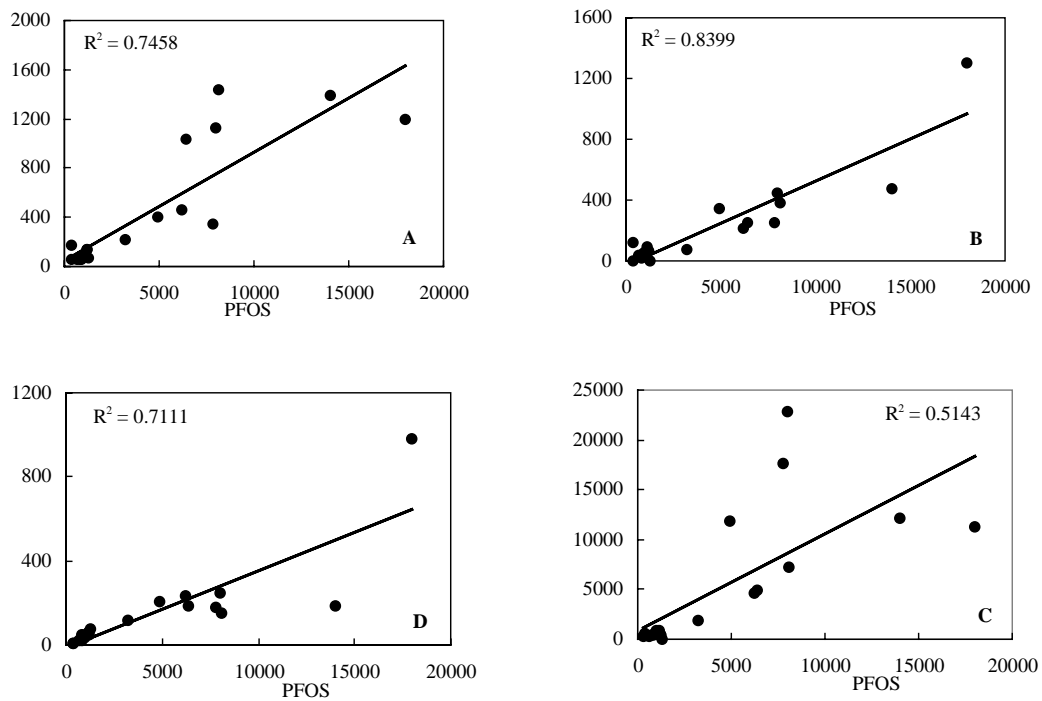 2000
R² = 0.7458
1600
1200
800
400
A
0
0 5000 10000 15000 20000
PFOS
1600
R² = 0.8399
1200
800
400
B
0
0 5000 10000 15000 20000
PFOS
1200
R² = 0.7111
800
400
D
0
0 5000 10000 15000 20000
PFOS
25000
R² = 0.5143
20000
15000
10000
5000
C
0
0 5000 10000 15000 20000
PFOS